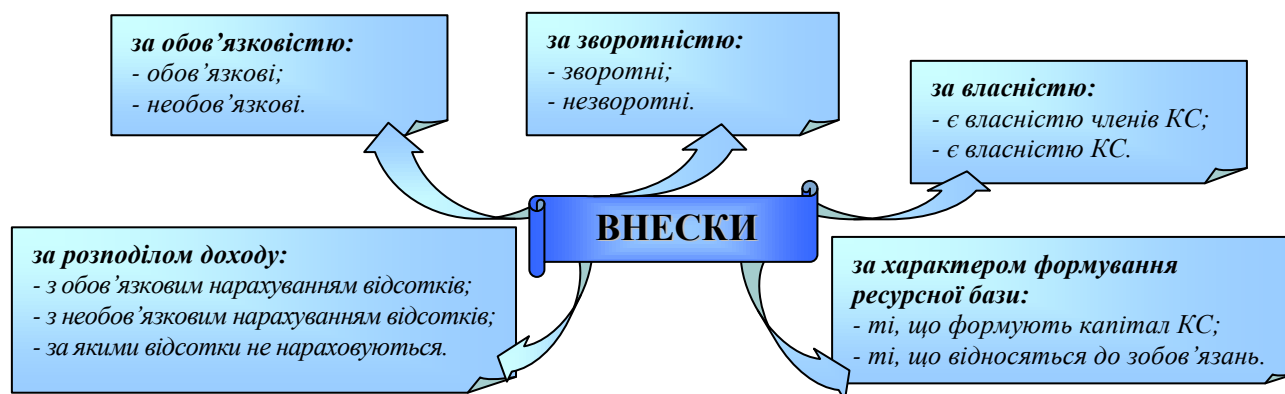 за обов’язковістю:
- обов’язкові;
- необов’язкові.
за зворотністю:
- зворотні;
- незворотні.
за власністю:
- є власністю членів КС;
- є власністю КС.
ВНЕСКИ
за розподілом доходу:
- з обов’язковим нарахуванням відсотків;
- з необов’язковим нарахуванням відсотків;
- за якими відсотки не нараховуються.
за характером формування
ресурсної бази:
- ті, що формують капітал КС;
- ті, що відносяться до зобов’язань.